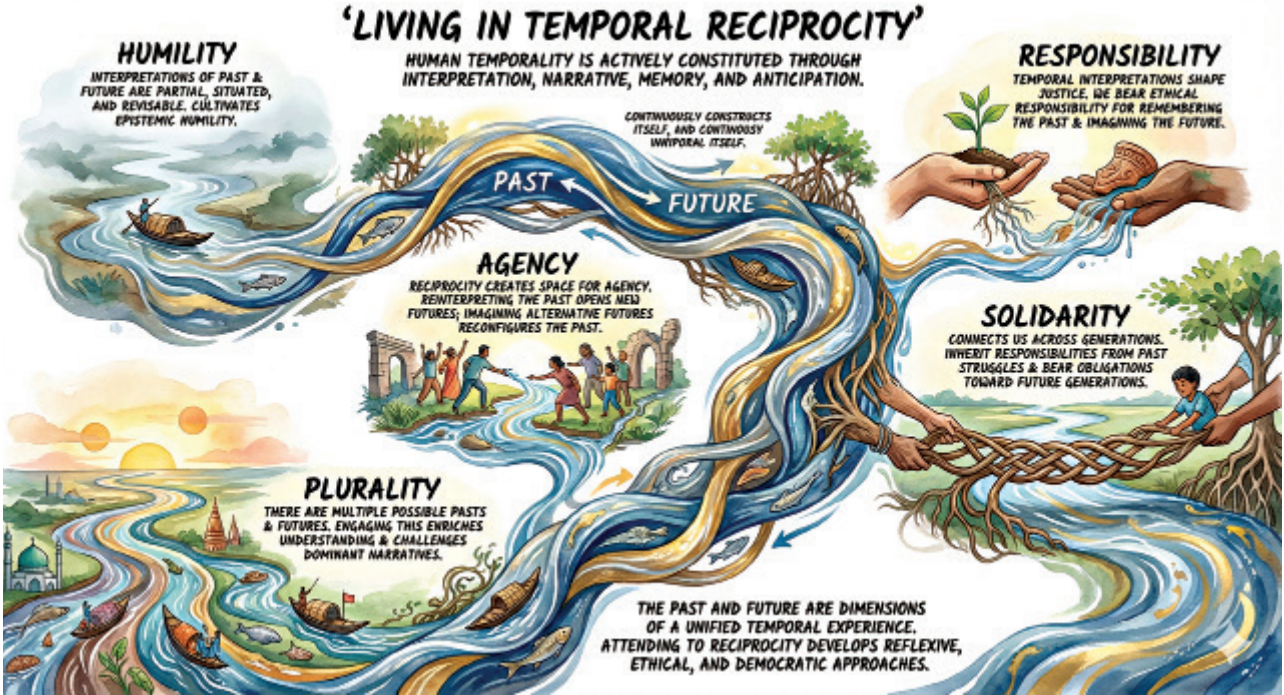 'LIVING IN TEMPORAL RECIPROCITY'
HUMAN TEMPORALITY IS ACTIVELY CONSTITUTED THROUGH
INTERPRETATION, NARRATIVE, MEMORY, AND ANTICIPATION.
HUMILITY
INTERPRETATIONS OF PAST &
FUTURE ARE PARTIAL, SITUATED,
AND REVISABLE. CULTIVATES
EPISTEMIC HUMILITY.
CONTINUOUSLY CONSTRUCTS
ITSELF, AND CONTINOUSY
UNIIPORAL ITSELF.
RESPONSIBILITY
TEMPORAL INTERPRETATIONS SHAPE
JUSTICE. WE BEAR ETHICAL
RESPONSIBILITY FOR REMEMBERING
THE PAST & IMAGINING THE FUTURE.
PAST
FUTURE
AGENCY
RECIPROCITY CREATES SPACE FOR AGENCY.
REINTERPRETING THE PAST OPENS NEW
FUTURES; IMAGINING ALTERNATIVE FUTURES
RECONFIGURES THE PAST.
SOLIDARITY
CONNECTS US ACROSS GENERATIONS.
INHERIT RESPONSIBILITIES FROM PAST
STRUGGLES & BEAR OBLIGATIONS
TOWARD FUTURE GENERATIONS.
PLURALITY
THERE ARE MULTIPLE POSSIBLE PASTS
& FUTURES. ENGAGING THIS ENRICHES
UNDERSTANDING & CHALLENGES
DOMINANT NARRATIVES.
THE PAST AND FUTURE ARE DIMENSIONS
OF A UNIFIED TEMPORAL EXPERIENCE.
ATTENDING TO RECIPROCITY DEVELOPS REFLEXIVE,
ETHICAL, AND DEMOCRATIC APPROACHES.